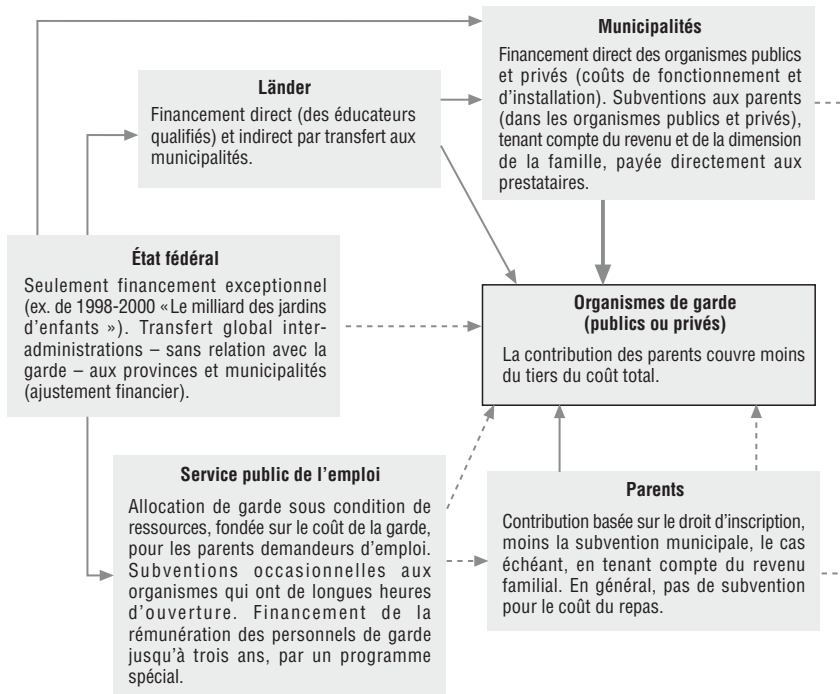 Municipalités
Financement direct des organismes publics
et privés (coûts de fonctionnement et
d'installation). Subventions aux parents
(dans les organismes publics et privés),
tenant compte du revenu et de la dimension
de la famille, payée directement aux
prestataires.
Länder
Financement direct (des éducateurs
qualifiés) et indirect par transfert aux
municipalités.
État fédéral
Seulement financement exceptionnel
(ex. de 1998-2000 «Le milliard des jardins
d'enfants »). Transfert global inter-
administrations – sans relation avec la
garde – aux provinces et municipalités
(ajustement financier).
Organismes de garde
(publics ou privés)
La contribution des parents couvre moins
du tiers du coût total.
Service public de l'emploi
Allocation de garde sous condition de
ressources, fondée sur le coût de la garde,
pour les parents demandeurs d'emploi.
Subventions occasionnelles aux
organismes qui ont de longues heures
d'ouverture. Financement de la
rémunération des personnels de garde
jusqu'à trois ans, par un programme
spécial.
Parents
Contribution basée sur le droit d'inscription,
moins la subvention municipale, le cas
échéant, en tenant compte du revenu
familial. En général, pas de subvention
pour le coût du repas.